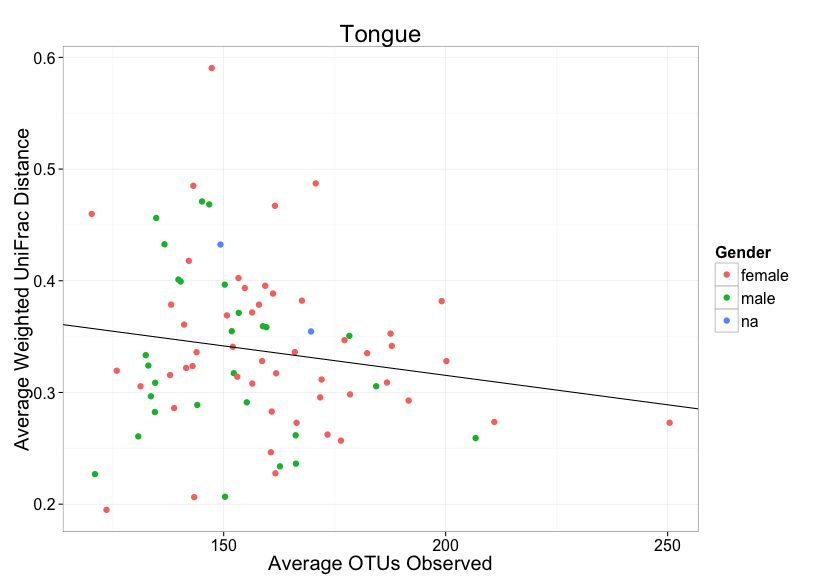 Tongue
Average Weighted UniFrac Distance
0.6
0.5
0.4
0.3
0.2
150
200
250
Average OTUs Observed
Gender
female
male
na